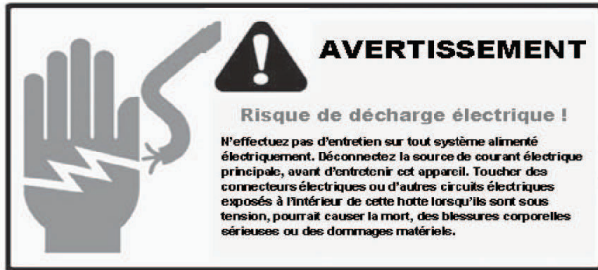 AVERTISSEMENT
Risque de décharge électrique !
N'effectuez pas d'entretien sur tout système alimenté
électriquement. Déconnectez la source de courant électrique
principale, avant d'entretenir cet appareil. Toucher des
connecteurs électriques ou d'autres circuits électriques
exposés à l'intérieur de cette hotte lorsqu'ils sont sous
tension, pourrait causer la mort, des blessures corporelles
sérieuses ou des dommages matériels.